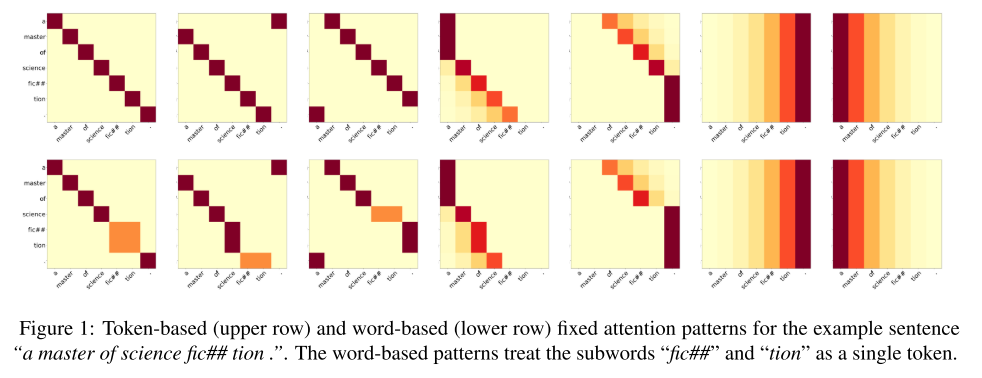 a
master
of
science
fic##
tion
.
a master of science fic## tion .
a master of science fic## tion .
a master of science fic## tion .
a master of science fic## tion .
a master of science fic## tion .
a master of science fic## tion .
a master of science fic## tion .
a
master
of
science
fic##
tion
.
a master of science fic## tion .
a master of science fic## tion .
a master of science fic## tion .
a master of science fic## tion .
a master of science fic## tion .
a master of science fic## tion .
a master of science fic## tion .
Figure 1: Token-based (upper row) and word-based (lower row) fixed attention patterns for the example sentence
“a master of science fic## tion .”. The word-based patterns treat the subwords “fic##” and “tion” as a single token.